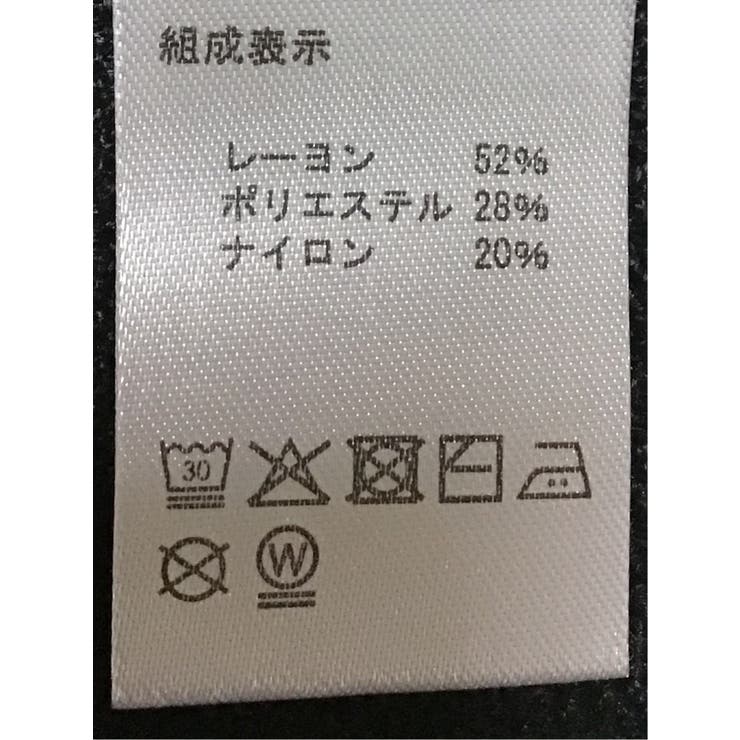 組成表示
レーヨン 52%
ポリエステル 28%
ナイロン 20%
30
W